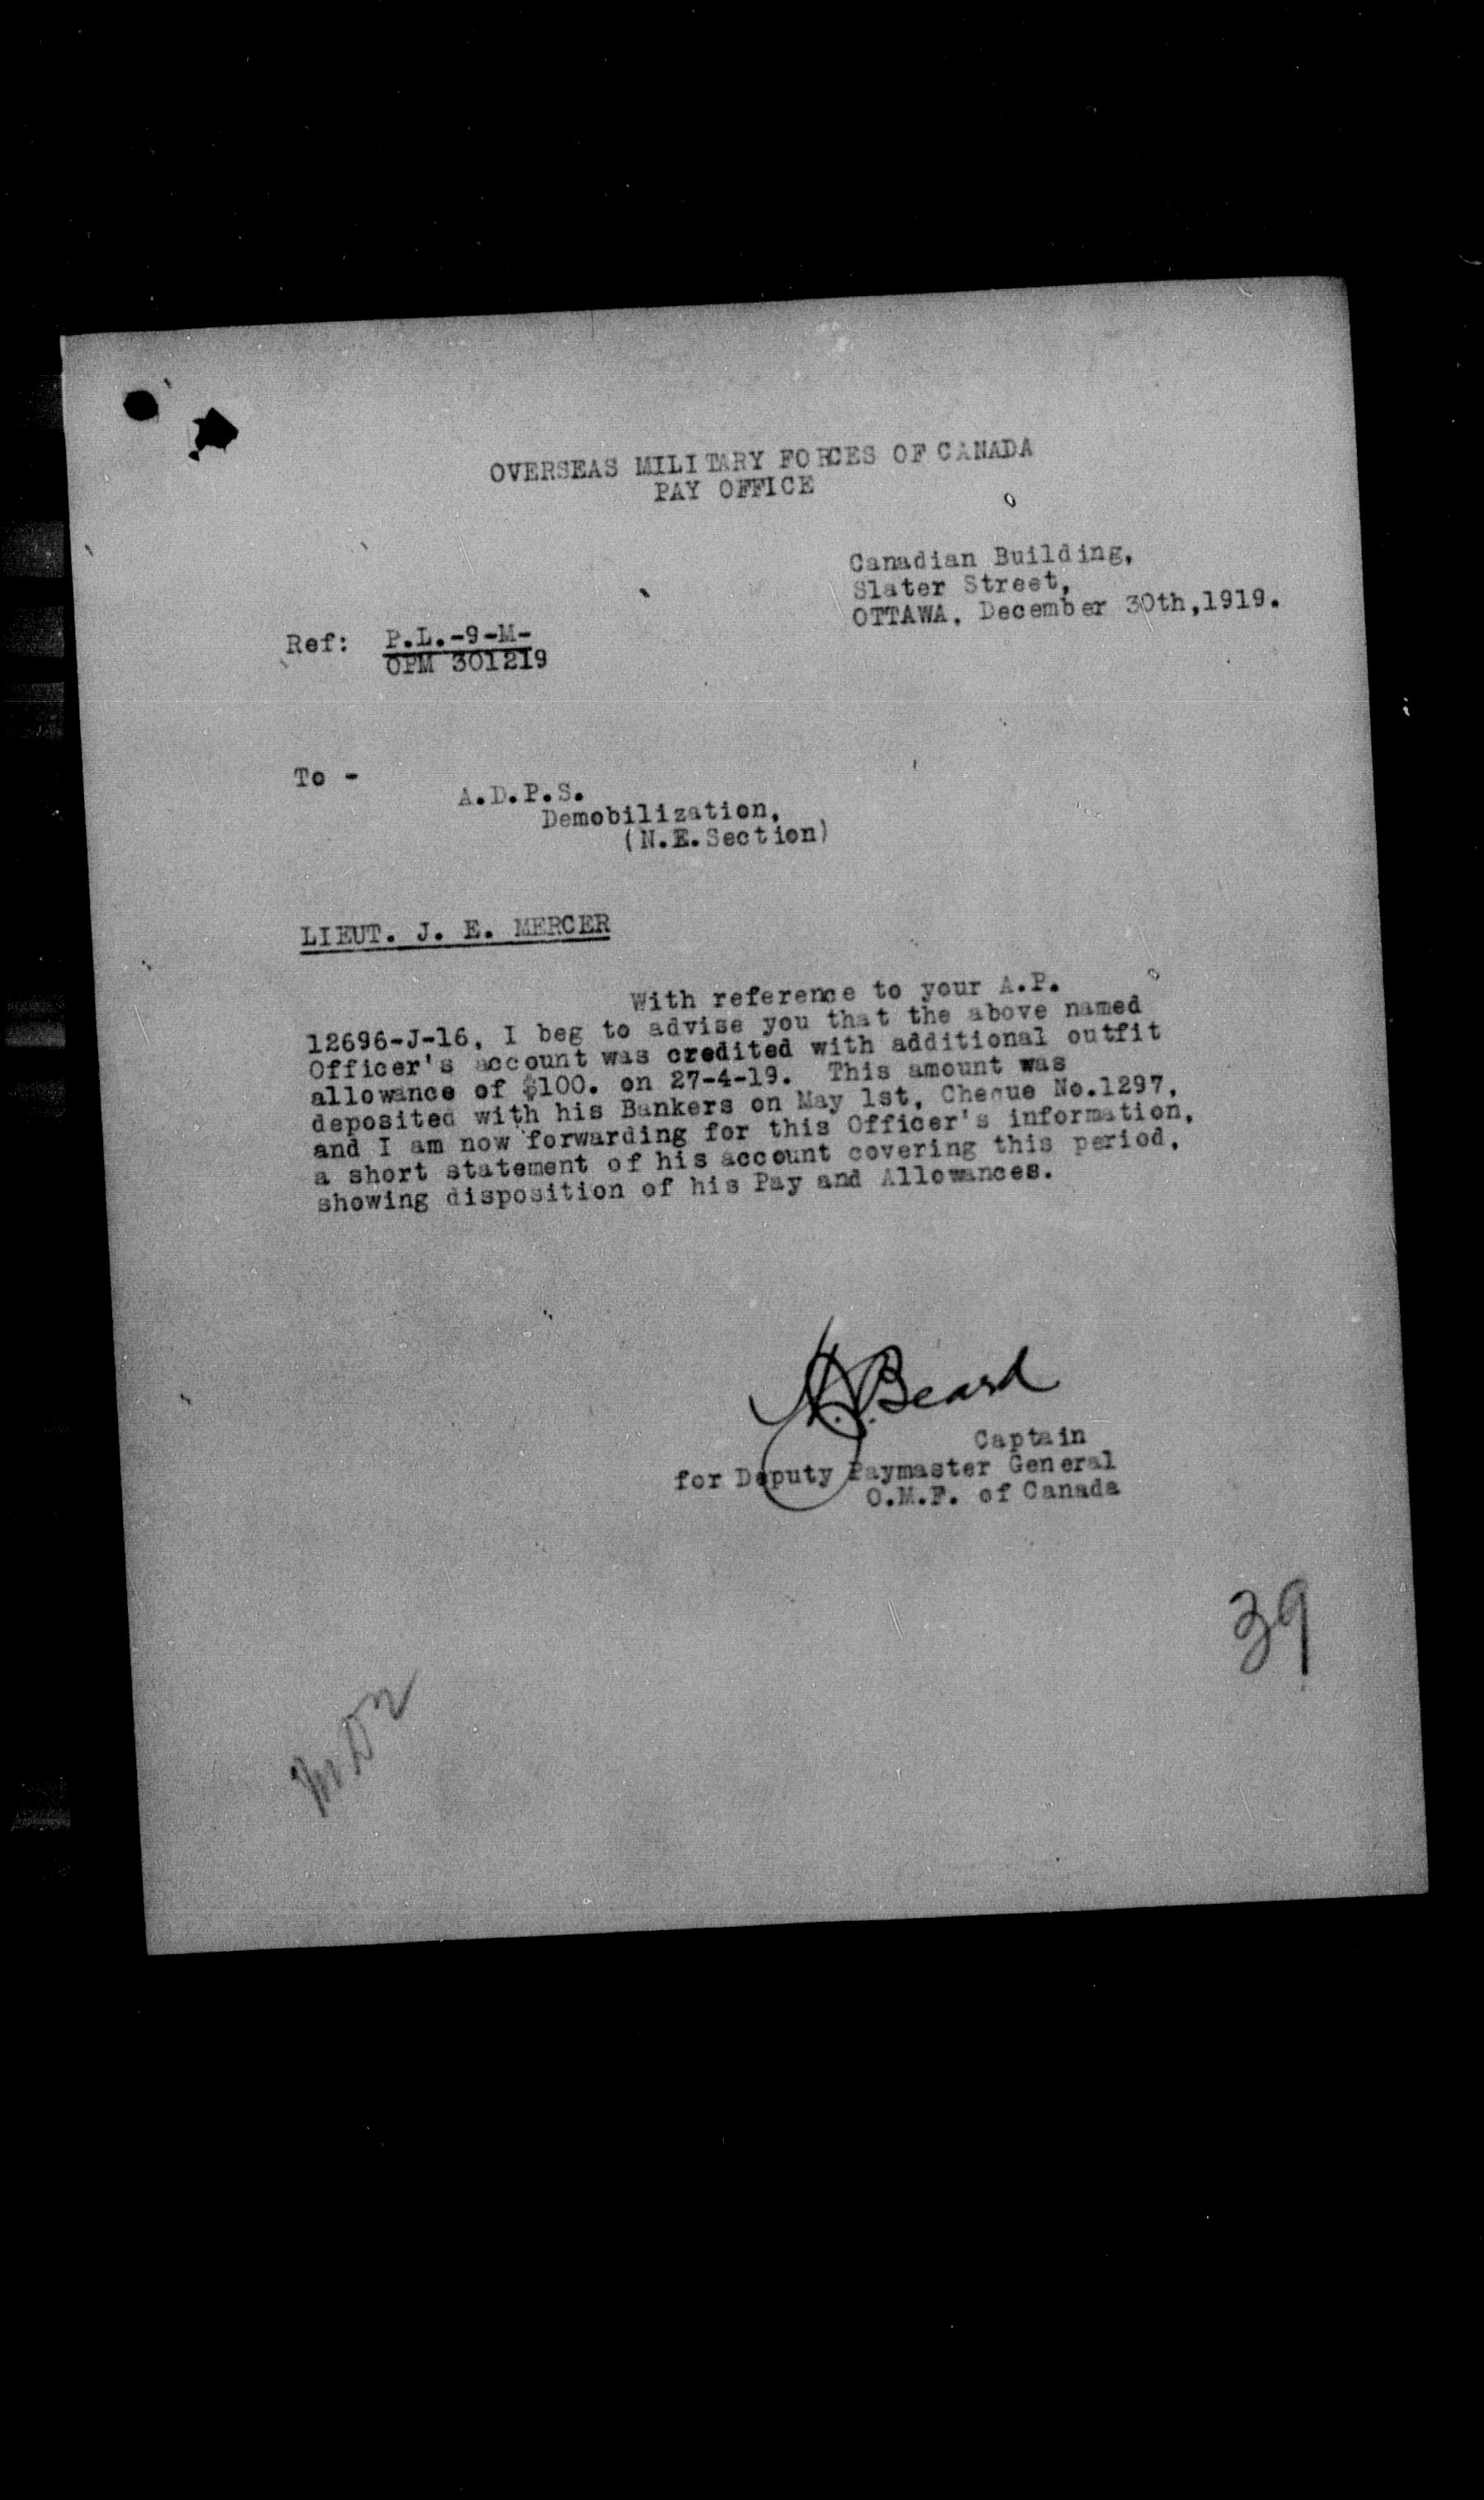 OVERSEAS MILITARY FORCES OF CANADA
PAY OFFICE
Canadian Building,
Slater Street,
OTTAWA, December 30th, 1919.
Ref: P.L.-9-M-
OPM 301219
To -
A.D.P.S.
Demobilization,
(N.E.Section)
LIEUT. J. E. MERCER
With reference to your A.P.
12696-J-16, I beg to advise you that the above named
Officer's account was credited with additional outfit
allowance of $100. on 27-4-19. This amount was
deposited with his Bankers on May 1st, Cheque No.1297,
and I am now forwarding for this Officer's information,
a short statement of his account covering this period,
showing disposition of his Pay and Allowances.
Beard
Captain
for Deputy Paymaster General
O.M.F. of Canada
39